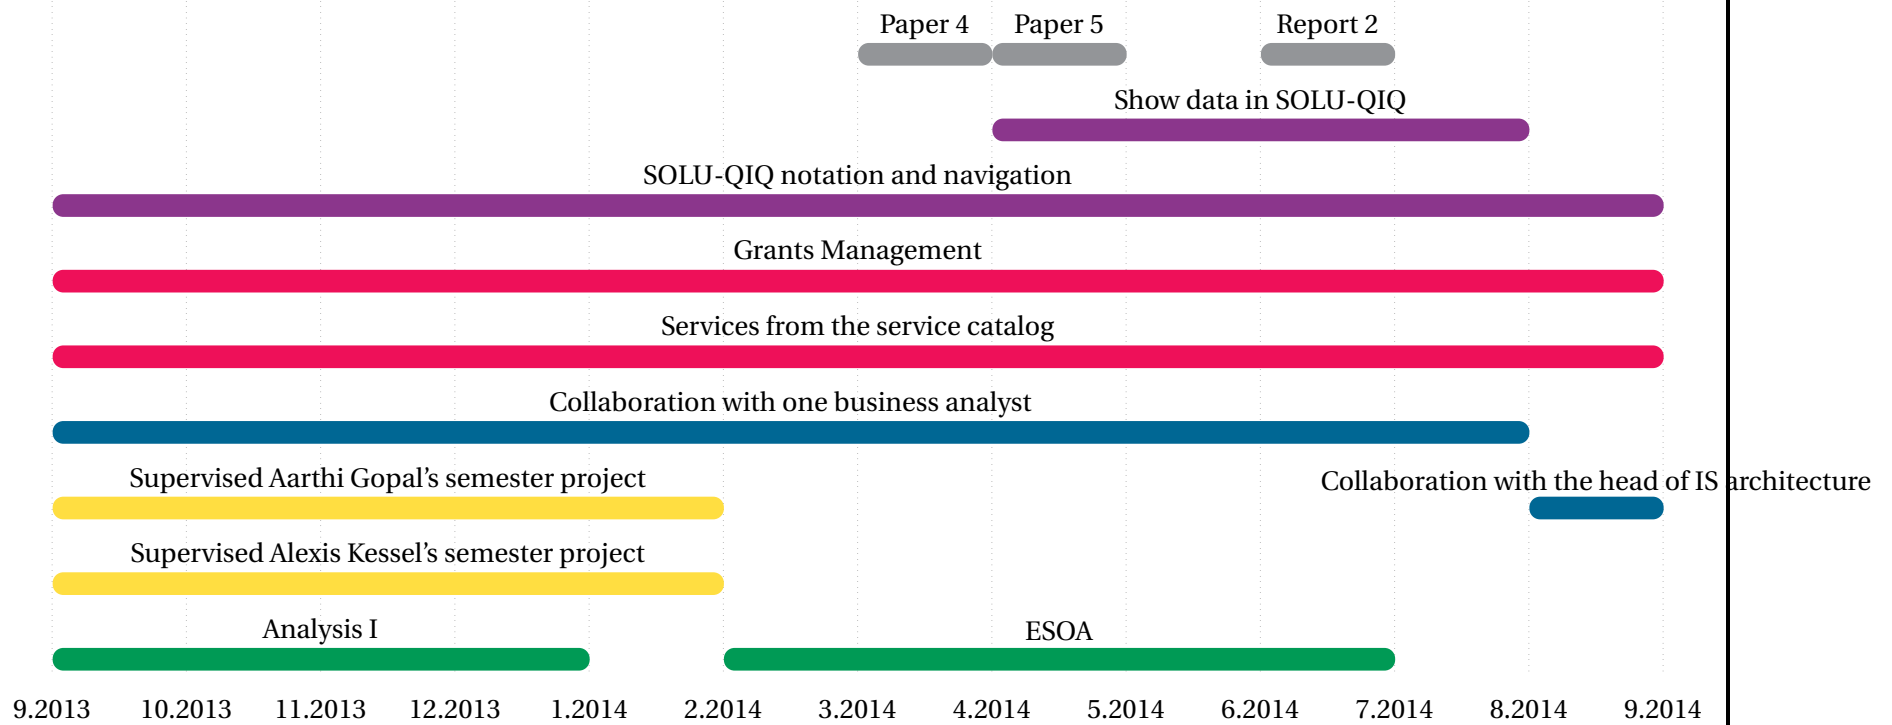 Paper 4 Paper 5 Report 2
Show data in SOLU-QIQ
SOLU-QIQ notation and navigation
Grants Management
Services from the service catalog
Collaboration with one business analyst
Supervised Aarthi Gopal’s semester project
Collaboration with the head of IS architecture
Supervised Alexis Kessel’s semester project
Analysis I ESOA
9.2013 10.2013 11.2013 12.2013 1.2014 2.2014 3.2014 4.2014 5.2014 6.2014 7.2014 8.2014 9.2014